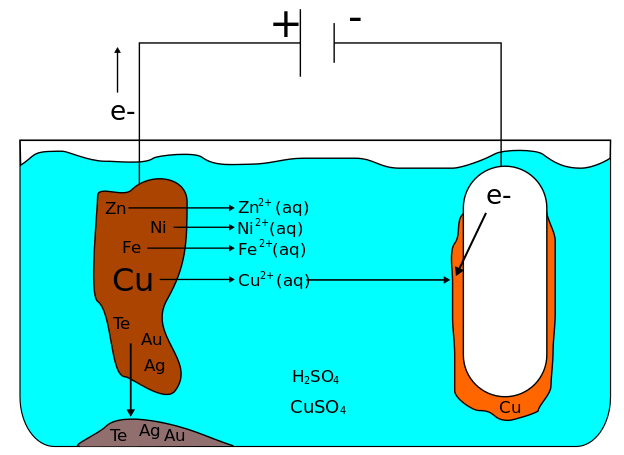 + -
e-
e-
Zn Zn²⁺ (aq)
Ni Ni²⁺ (aq)
Fe Fe²⁺ (aq)
Cu Cu²⁺ (aq)
Te
Au
Ag
H₂SO₄
CuSO₄
Cu
Te Ag Au